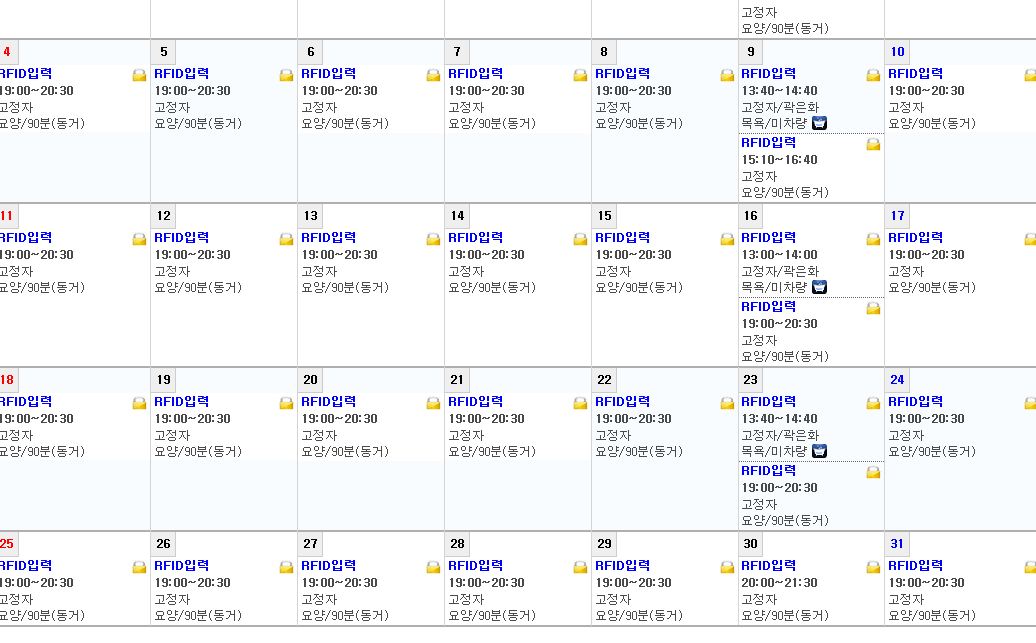 고정자
요양/90분(동거)
4 5 6 7 8 9 10
RFID입력 RFID입력 RFID입력 RFID입력 RFID입력 RFID입력 RFID입력
19:00~20:30 19:00~20:30 19:00~20:30 19:00~20:30 19:00~20:30 13:40~14:40 19:00~20:30
고정자 고정자 고정자 고정자 고정자 고정자/곽은화 고정자
요양/90분(동거) 요양/90분(동거) 요양/90분(동거) 요양/90분(동거) 요양/90분(동거) 목욕/미차량 요양/90분(동거)
RFID입력
15:10~16:40
고정자
요양/90분(동거)
11 12 13 14 15 16 17
RFID입력 RFID입력 RFID입력 RFID입력 RFID입력 RFID입력 RFID입력
19:00~20:30 19:00~20:30 19:00~20:30 19:00~20:30 19:00~20:30 13:00~14:00 19:00~20:30
고정자 고정자 고정자 고정자 고정자 고정자/곽은화 고정자
요양/90분(동거) 요양/90분(동거) 요양/90분(동거) 요양/90분(동거) 요양/90분(동거) 목욕/미차량 요양/90분(동거)
RFID입력
19:00~20:30
고정자
요양/90분(동거)
18 19 20 21 22 23 24
RFID입력 RFID입력 RFID입력 RFID입력 RFID입력 RFID입력 RFID입력
19:00~20:30 19:00~20:30 19:00~20:30 19:00~20:30 19:00~20:30 13:40~14:40 19:00~20:30
고정자 고정자 고정자 고정자 고정자 고정자/곽은화 고정자
요양/90분(동거) 요양/90분(동거) 요양/90분(동거) 요양/90분(동거) 요양/90분(동거) 목욕/미차량 요양/90분(동거)
RFID입력
19:00~20:30
고정자
요양/90분(동거)
25 26 27 28 29 30 31
RFID입력 RFID입력 RFID입력 RFID입력 RFID입력 RFID입력 RFID입력
19:00~20:30 19:00~20:30 19:00~20:30 19:00~20:30 19:00~20:30 20:00~21:30 19:00~20:30
고정자 고정자 고정자 고정자 고정자 고정자 고정자
요양/90분(동거) 요양/90분(동거) 요양/90분(동거) 요양/90분(동거) 요양/90분(동거) 요양/90분(동거) 요양/90분(동거)